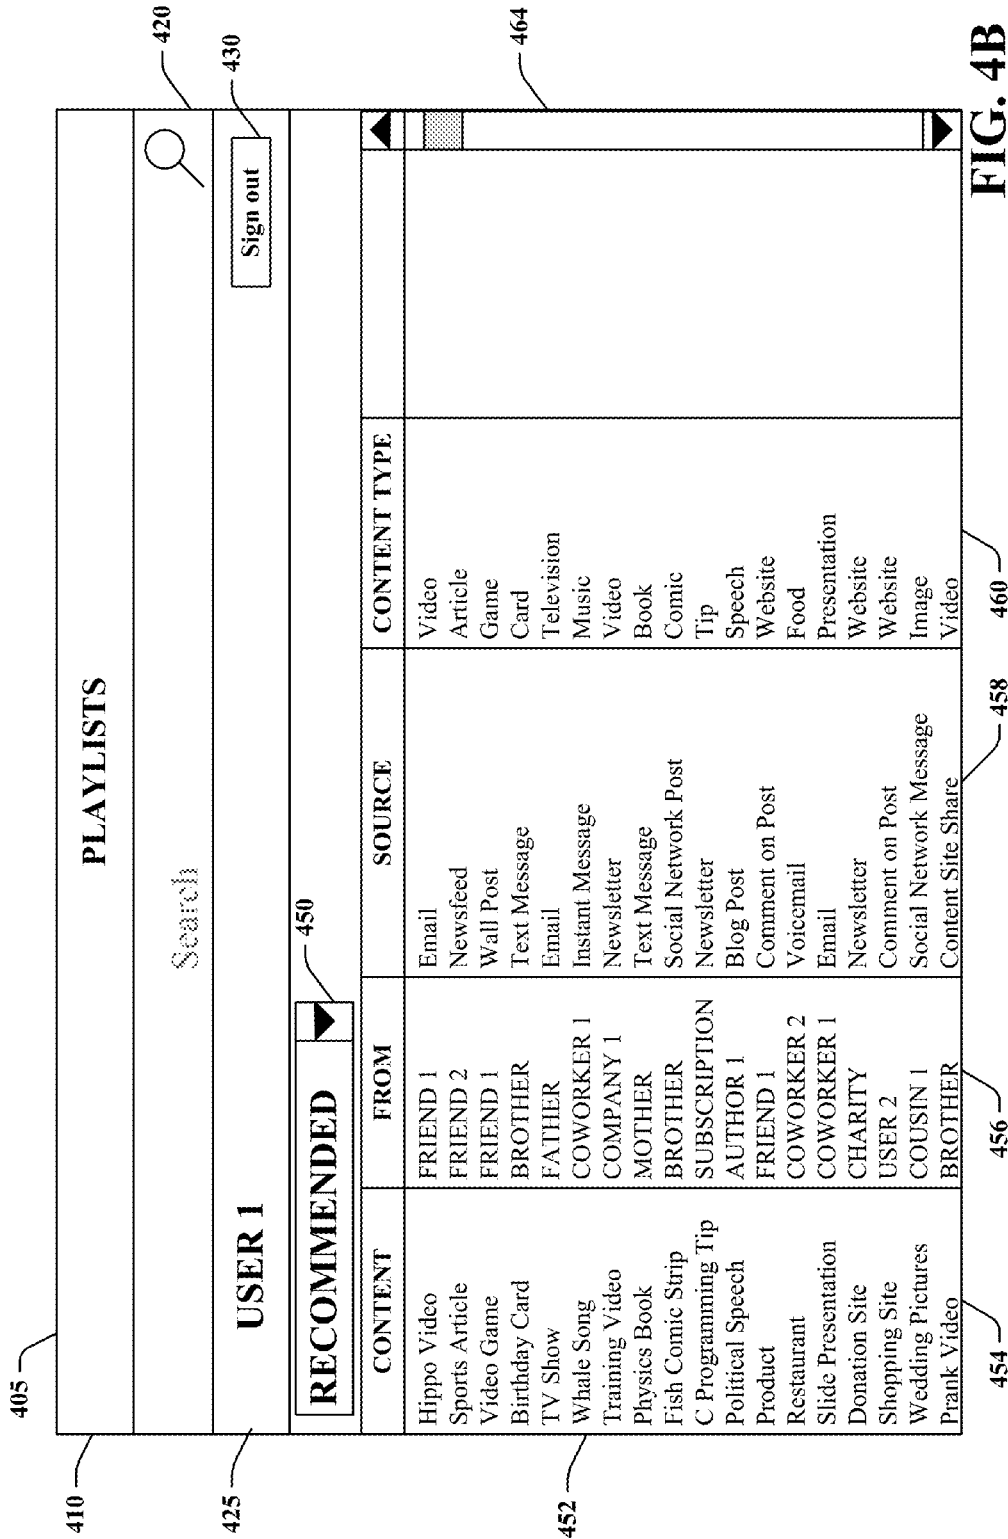 405
410
PLAYLISTS
420
Search
425
USER 1
Sign out
430
RECOMMENDED
450
CONTENT FROM SOURCE CONTENT TYPE
Hippo Video FRIEND 1 Email Video
Sports Article FRIEND 2 Newsfeed Article
Video Game FRIEND 1 Wall Post Game
Birthday Card BROTHER Text Message Card
TV Show FATHER Email Television
Whale Song COWORKER 1 Instant Message Music
Training Video COMPANY 1 Newsletter Video
Physics Book MOTHER Text Message Book
Fish Comic Strip BROTHER Social Network Post Comic
C Programming Tip SUBSCRIPTION Newsletter Tip
Political Speech AUTHOR 1 Blog Post Speech
Product FRIEND 1 Comment on Post Website
Restaurant COWORKER 2 Voicemail Food
Slide Presentation COWORKER 1 Email Presentation
Donation Site CHARITY Newsletter Website
Shopping Site USER 2 Comment on Post Website
Wedding Pictures COUSIN 1 Social Network Message Image
Prank Video BROTHER Content Site Share Video
452
464
454
456
458
460
FIG. 4B